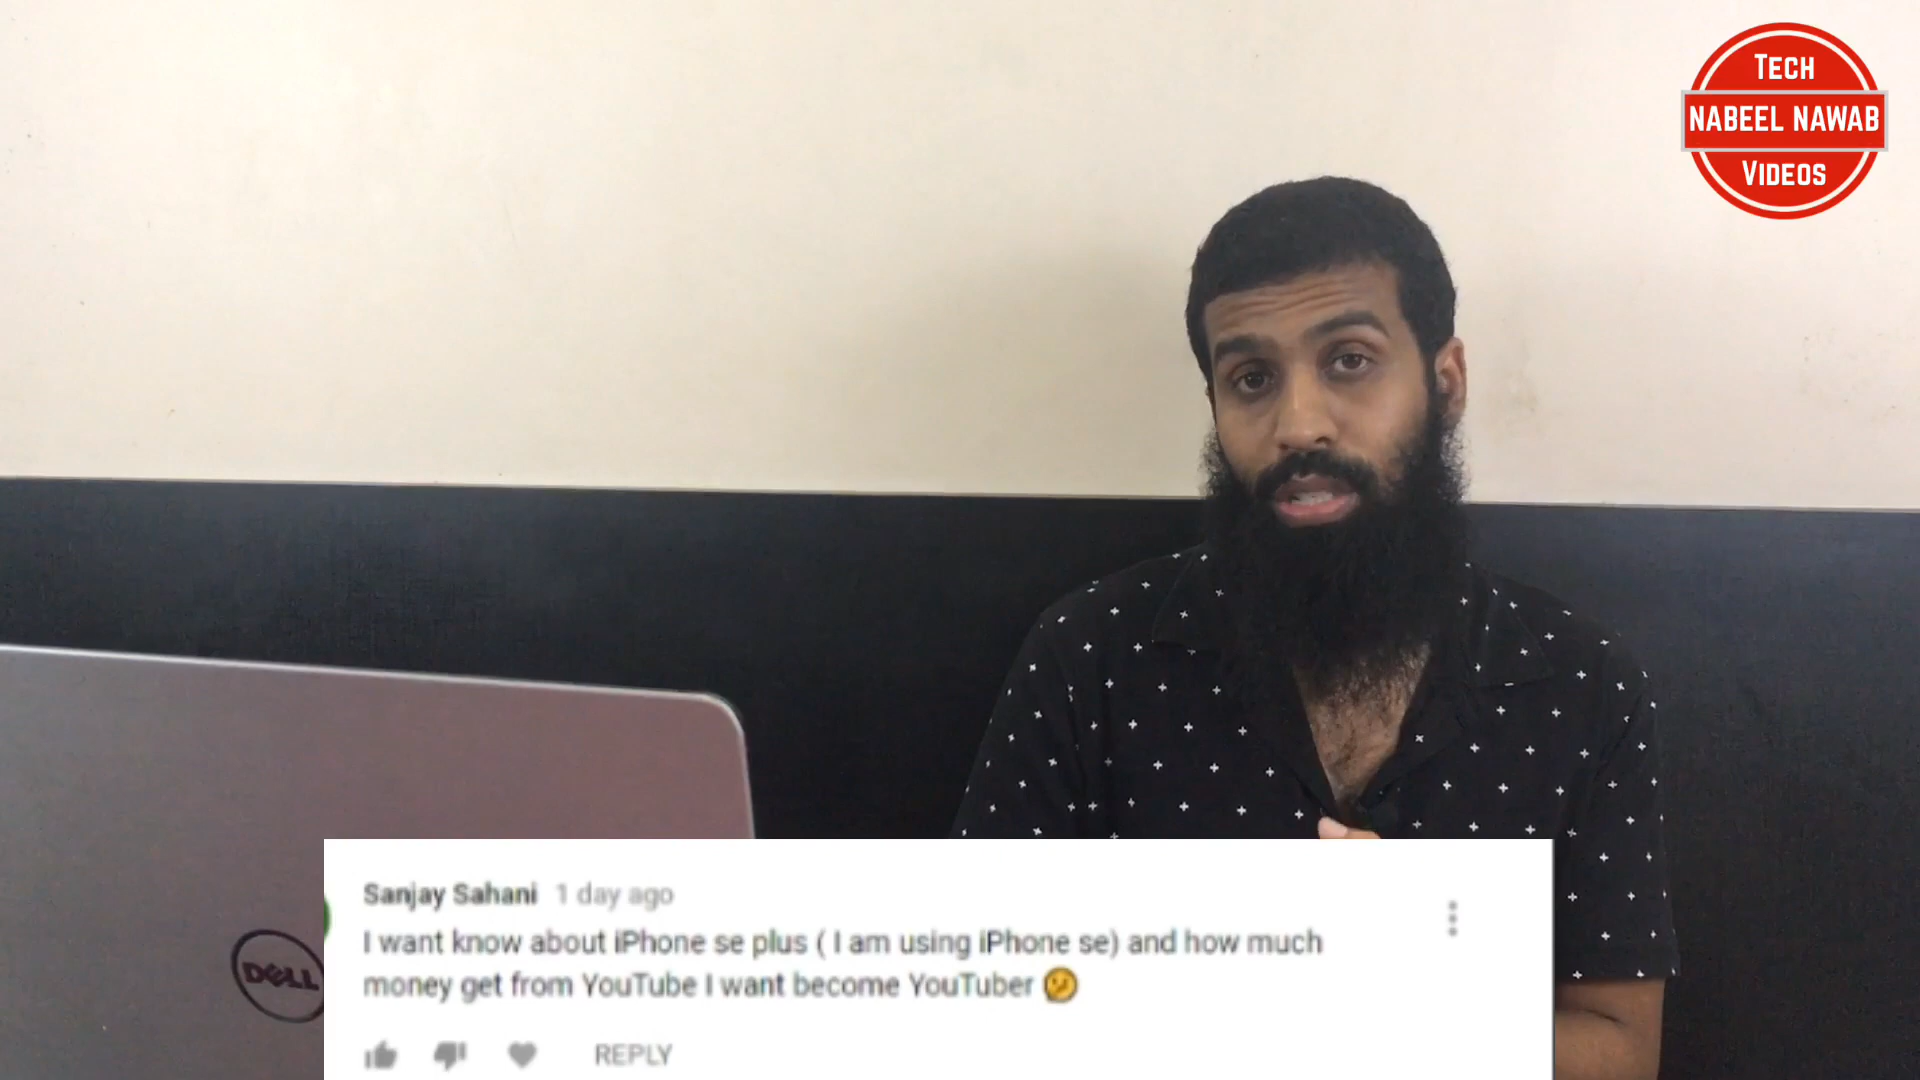 TECH
NABEEL NAWAB
VIDEOS
DELL
Sanjay Sahani 1 day ago
I want know about iPhone se plus ( I am using iPhone se) and how much
money get from YouTube I want become YouTuber 🫤
REPLY